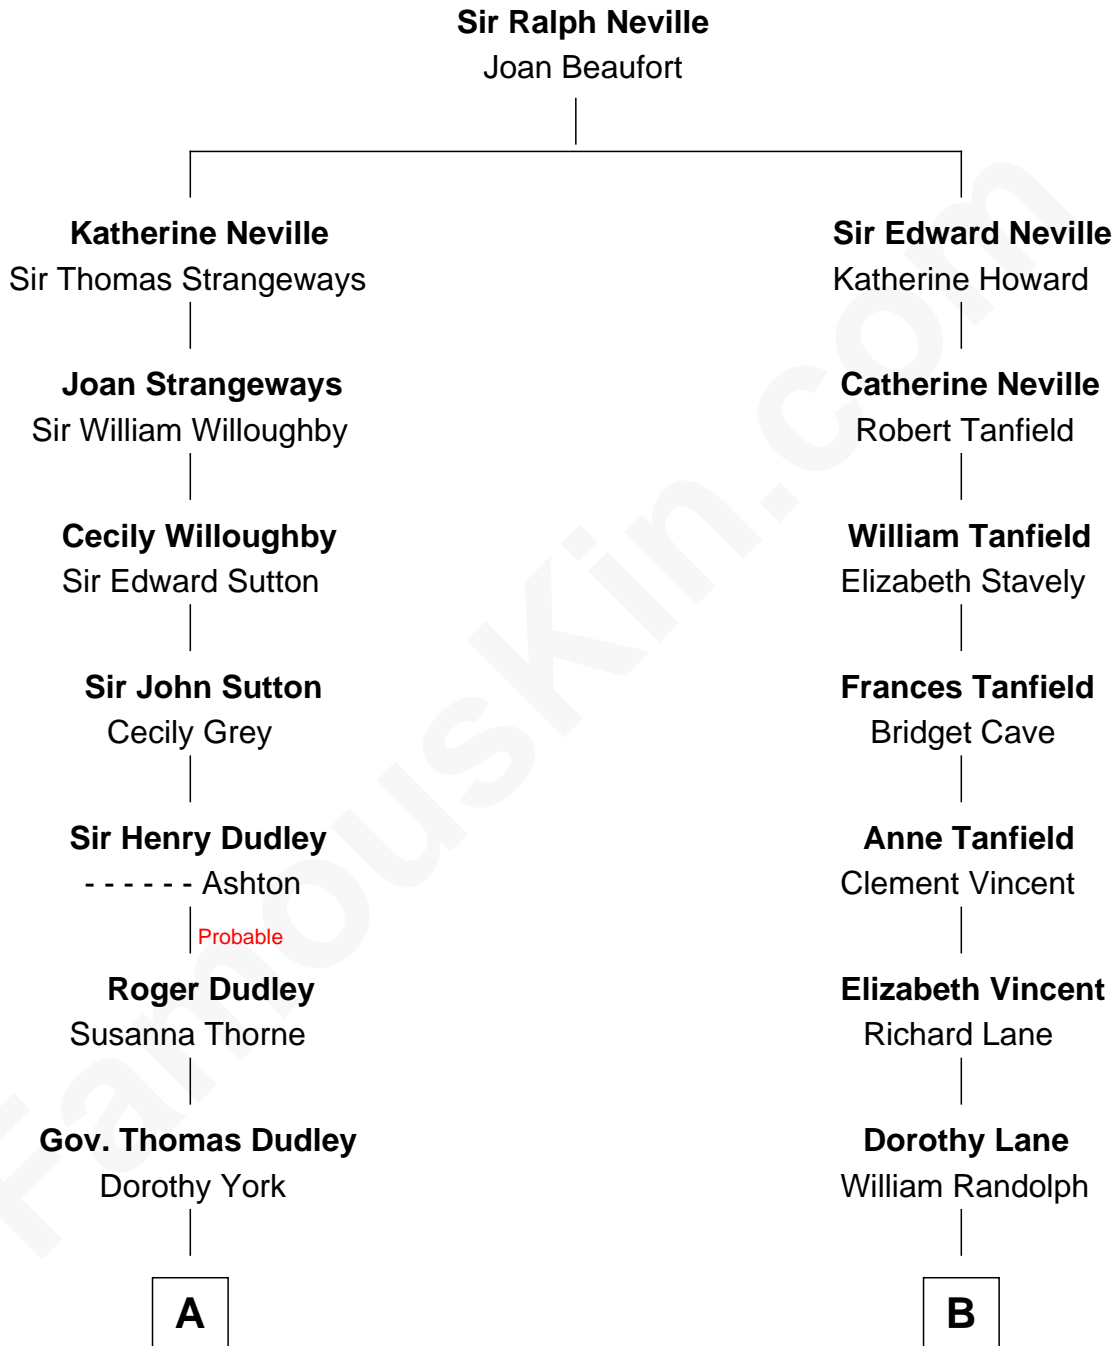 Sir Ralph Neville
Joan Beaufort
Katherine Neville
Sir Thomas Strangeways
Joan Strangeways
Sir William Willoughby
Cecily Willoughby
Sir Edward Sutton
Sir John Sutton
Cecily Grey
Sir Henry Dudley
- - - - - - Ashton
Probable
Roger Dudley
Susanna Thorne
Gov. Thomas Dudley
Dorothy York
A
Sir Edward Neville
Katherine Howard
Catherine Neville
Robert Tanfield
William Tanfield
Elizabeth Stavely
Frances Tanfield
Bridget Cave
Anne Tanfield
Clement Vincent
Elizabeth Vincent
Richard Lane
Dorothy Lane
William Randolph
B
FamousKin.com